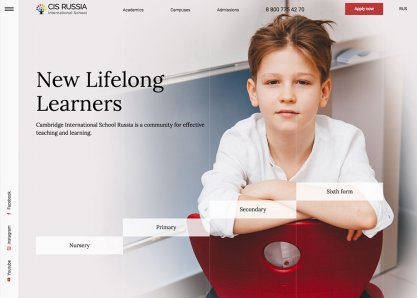 CIS RUSSIA
International School
Academics
Campuses
Admissions
8 800 775 42 70
Apply now
RUS
New Lifelong
Learners
Cambridge International School Russia is a community for effective
teaching and learning.
Sixth form
Secondary
Primary
Nursery
Facebook
Instagram
Youtube